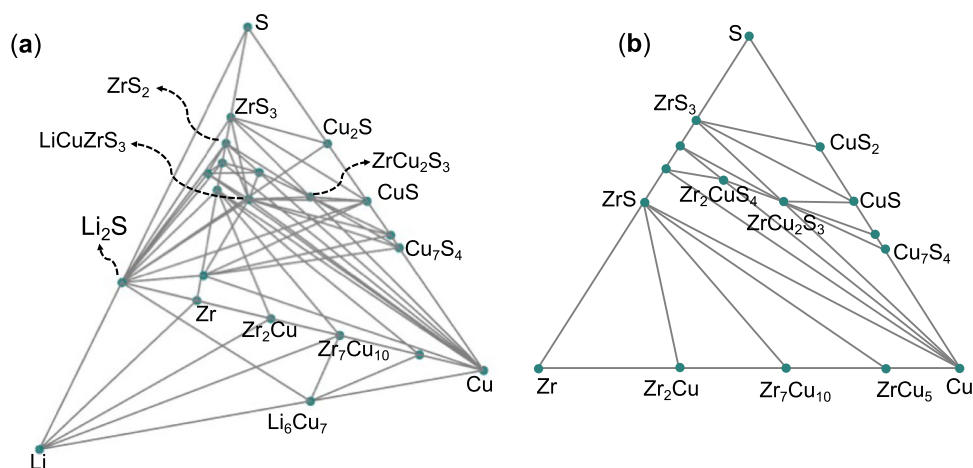 (a)
S
ZrS₂
ZrS₃
LiCuZrS₃
Cu₂S
ZrCu₂S₃
CuS
Li₂S
Cu₇S₄
Zr
Zr₂Cu
Zr₇Cu₁₀
Cu
Li₆Cu₇
Li
(b)
S
ZrS₃
CuS₂
Zr₂CuS₄
ZrS
ZrCu₂S₃
CuS
Cu₇S₄
Zr
Zr₂Cu
Zr₇Cu₁₀
ZrCu₅
Cu